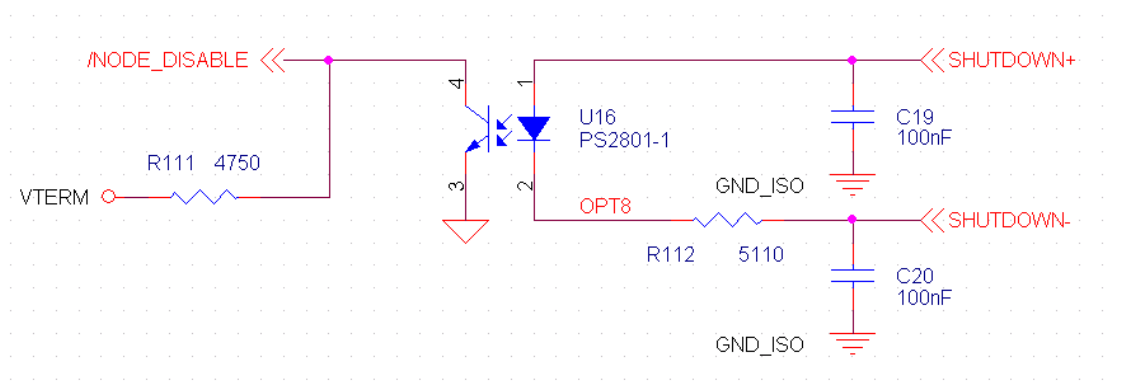 /NODE_DISABLE
4
1
SHUTDOWN+
U16
PS2801-1
C19
100nF
R111 4750
VTERM
3
2
GND_ISO
OPT8
SHUTDOWN-
R112 5110
C20
100nF
GND_ISO